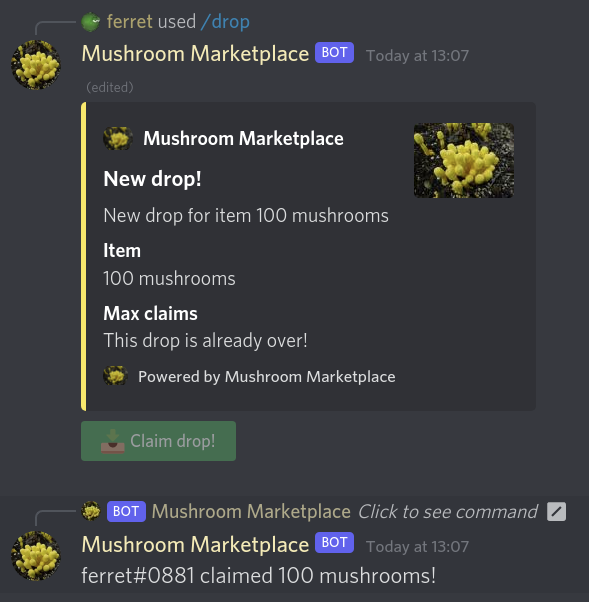 ferret used /drop
Mushroom Marketplace BOT Today at 13:07
(edited)
Mushroom Marketplace
New drop!
New drop for item 100 mushrooms
Item
100 mushrooms
Max claims
This drop is already over!
Powered by Mushroom Marketplace
Claim drop!
BOT Mushroom Marketplace Click to see command
Mushroom Marketplace BOT Today at 13:07
ferret#0881 claimed 100 mushrooms!